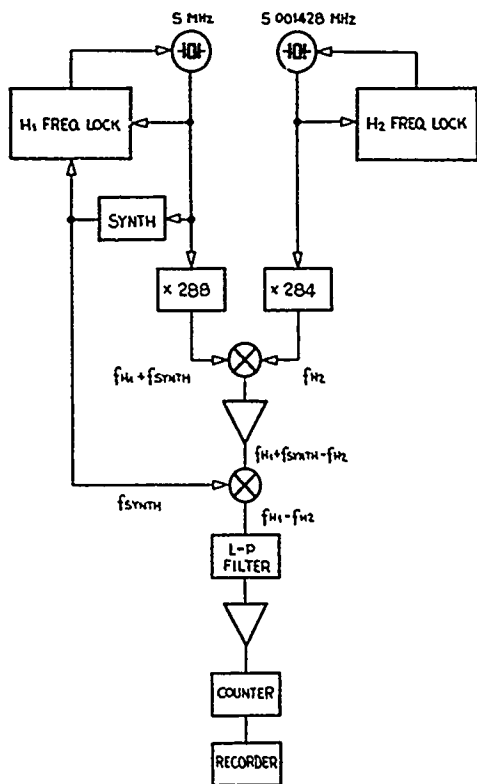 5 MHz
5 001428 MHz
H1 FREQ. LOCK
H2 FREQ LOCK
SYNTH
× 288
× 284
fH1 + fSYNTH
fH2
fH1+fSYNTH-fH2
fSYNTH
fH1-fH2
L-P
FILTER
COUNTER
RECORDER